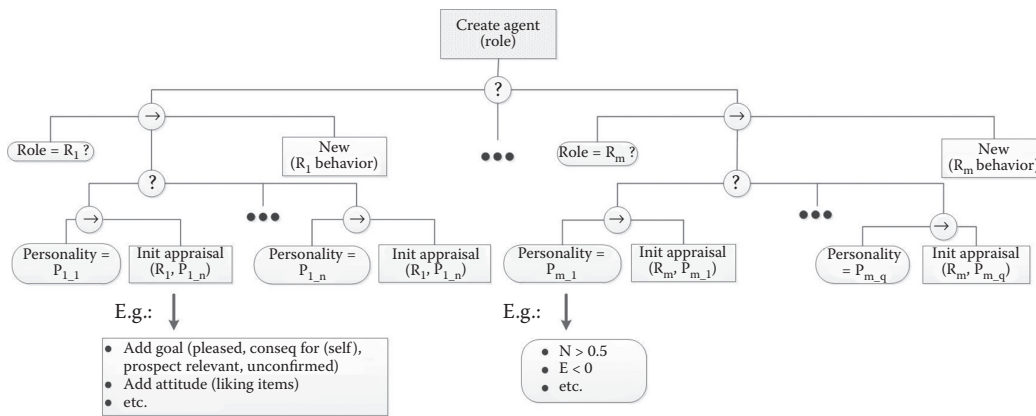 Create agent
(role)
?
→
→
Role = R₁ ?
New
(R₁ behavior)
•••
Role = Rₘ ?
New
(Rₘ behavior)
?
?
→
•••
→
→
•••
→
Personality =
P₁_₁
Init appraisal
(R₁, P₁_ₙ)
Personality =
P₁_ₙ
Init appraisal
(R₁, P₁_ₙ)
Personality =
Pₘ_₁
Init appraisal
(Rₘ, Pₘ_₁)
Personality
= Pₘ_q
Init appraisal
(Rₘ, Pₘ_q)
E.g.:
• Add goal (pleased, conseq for (self),
prospect relevant, unconfirmed)
• Add attitude (liking items)
• etc.
E.g.:
• N > 0.5
• E < 0
• etc.